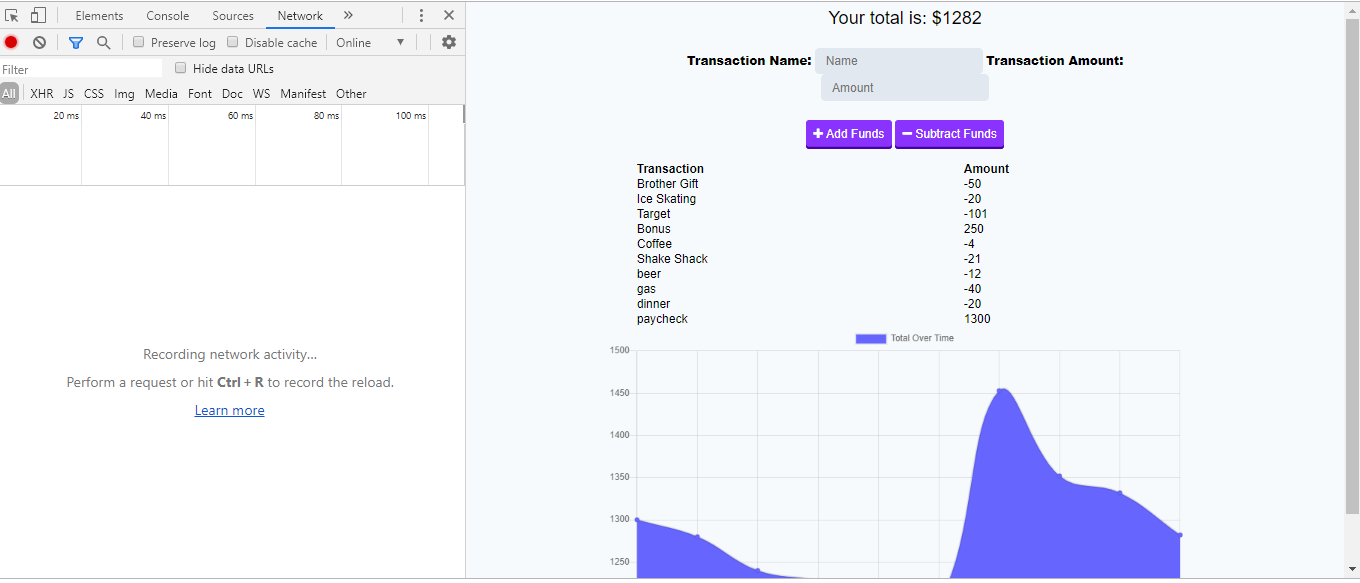 Elements Console Sources Network »
Preserve log Disable cache Online ▼
Filter Hide data URLs
All XHR JS CSS Img Media Font Doc WS Manifest Other
20 ms 40 ms 60 ms 80 ms 100 ms
Recording network activity...
Perform a request or hit Ctrl + R to record the reload.
Learn more
Your total is: $1282
Transaction Name: Name Transaction Amount:
Amount
+ Add Funds − Subtract Funds
Transaction Amount
Brother Gift -50
Ice Skating -20
Target -101
Bonus 250
Coffee -4
Shake Shack -21
beer -12
gas -40
dinner -20
paycheck 1300
Total Over Time
1500
1450
1400
1350
1300
1250